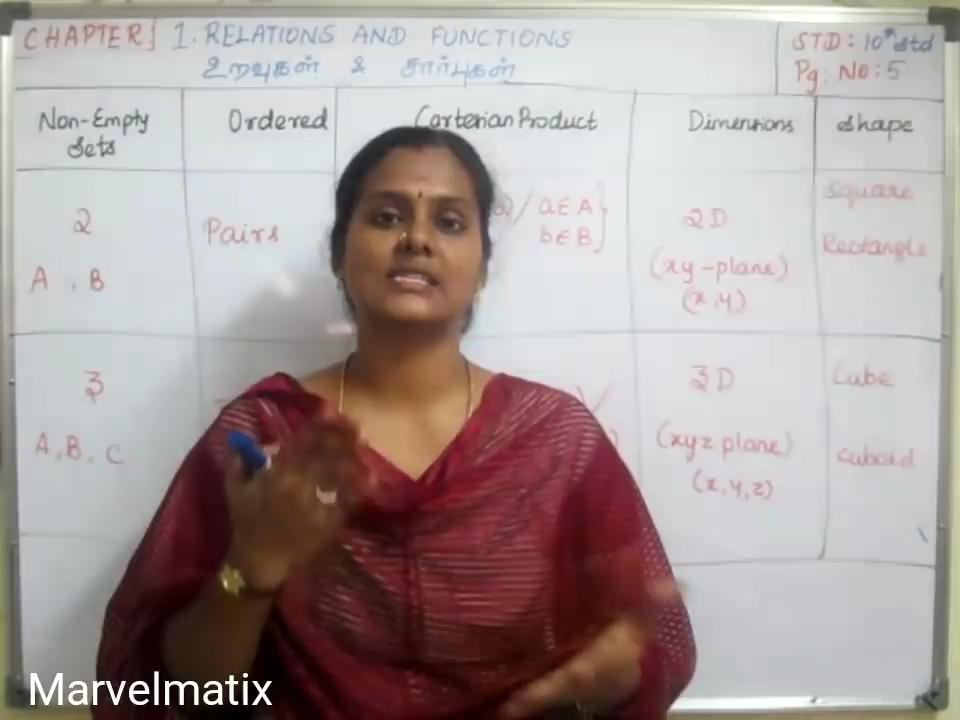 CHAPTER] 1. RELATIONS AND FUNCTIONS
உறவுகள் & சார்புகள்
STD: 10th std
Pg: No: 5
Non-Empty Sets
Ordered
Carterian Product
Dimensions
shape
2
A , B
Pairs
/ a∈A
b∈B}
2D
(xy-plane)
(x,y)
square
Rectangle
3
A, B, C
3D
(xyz plane)
(x,y,z)
Cube
cuboid
Marvelmatix